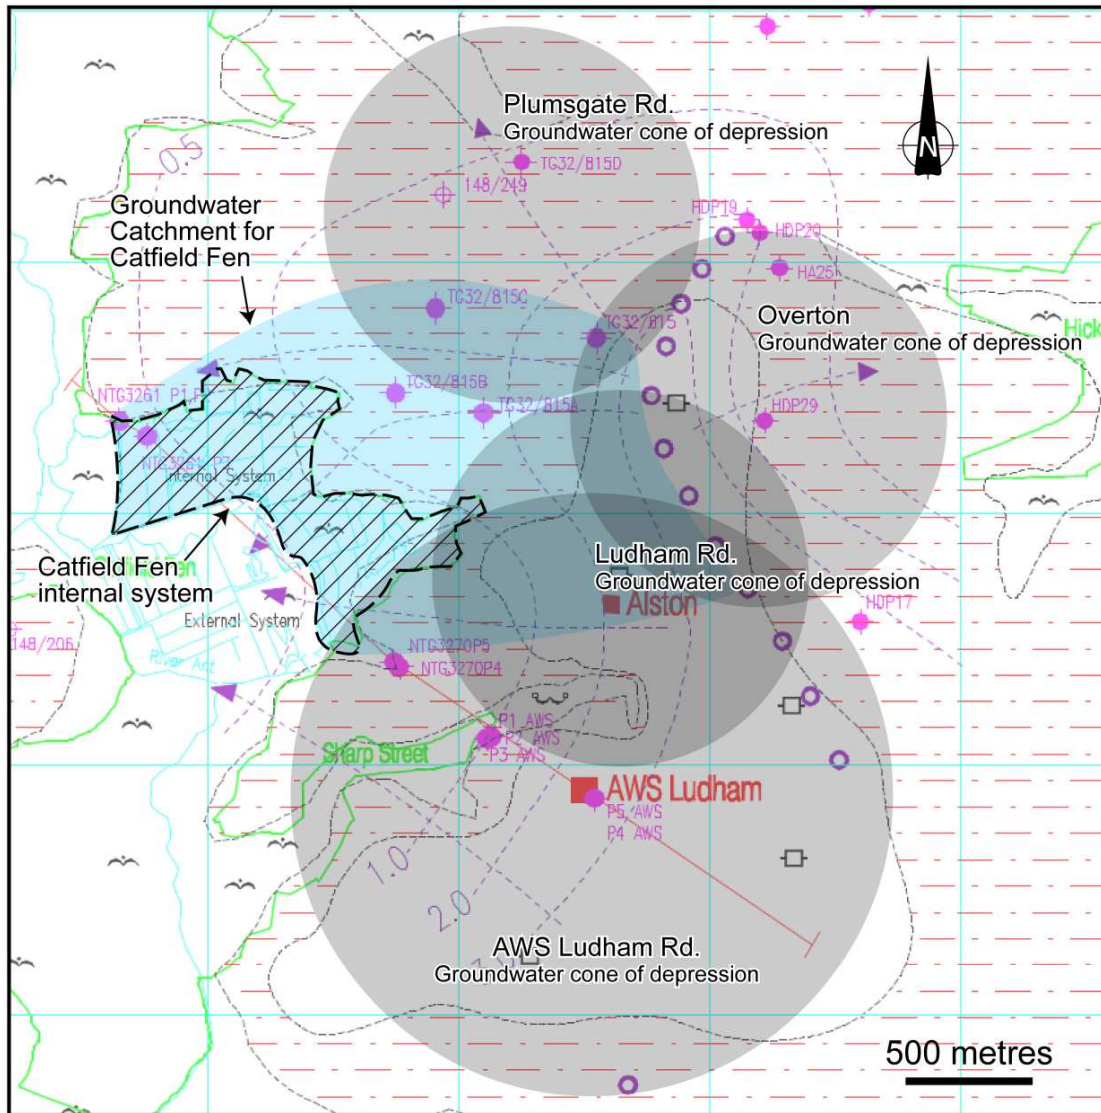 Plumsgate Rd.
Groundwater cone of depression
0.5
TG32/815D
148/249
Groundwater
Catchment for
Catfield Fen
N
HDP19
HDP20
HA25
TG32/815C
TG32/815
Overton
Groundwater cone of depression
Hick
TG32/815B
TG32/815A
NTG3261 P1,
HDP29
NTG3261 P3
Internal System
Ludham Rd.
Groundwater cone of depression
Catfield Fen
internal system
Fen
Alston
HDP17
External System
148/206
River Ant
NTG3270P5
NTG3270P4
P1 AWS
P2 AWS
P3 AWS
Sharp Street
AWS Ludham
P5 AWS
P4 AWS
1.0
2.0
AWS Ludham Rd.
Groundwater cone of depression
500 metres